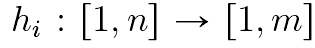 h_i : [1, n] → [1, m]